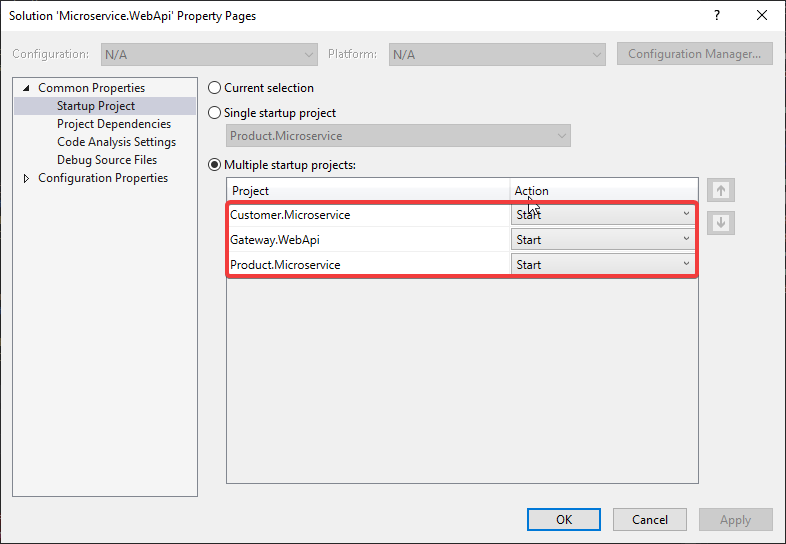 Solution 'Microservice.WebApi' Property Pages
?
Configuration: N/A Platform: N/A Configuration Manager...
Common Properties
Startup Project
Project Dependencies
Code Analysis Settings
Debug Source Files
Configuration Properties
Current selection
Single startup project
Product.Microservice
Multiple startup projects:
Project Action
Customer.Microservice Start
Gateway.WebApi Start
Product.Microservice Start
OK Cancel Apply